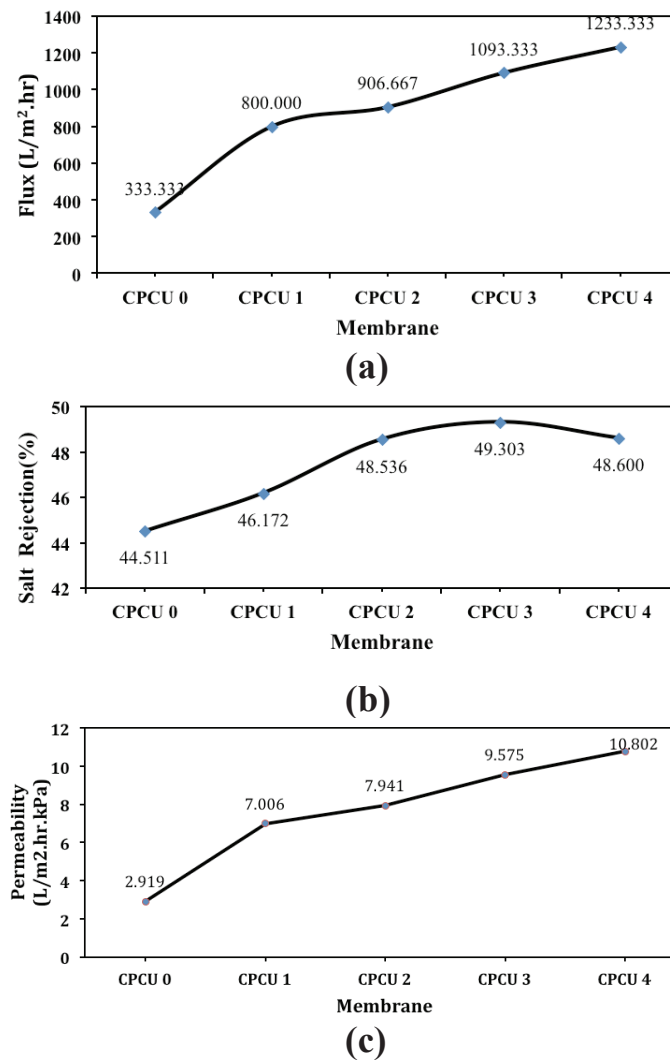 1400
1200
1000
800
600
400
200
0
Flux (L/m².hr)
333.333
800.000
906.667
1093.333
1233.333
CPCU 0 CPCU 1 CPCU 2 CPCU 3 CPCU 4
Membrane
(a)
50
48
46
44
42
Salt Rejection(%)
44.511
46.172
48.536
49.303
48.600
CPCU 0 CPCU 1 CPCU 2 CPCU 3 CPCU 4
Membrane
(b)
12
10
8
6
4
2
0
Permeability
(L/m2.hr.kPa)
2.919
7.006
7.941
9.575
10.802
CPCU 0 CPCU 1 CPCU 2 CPCU 3 CPCU 4
Membrane
(c)